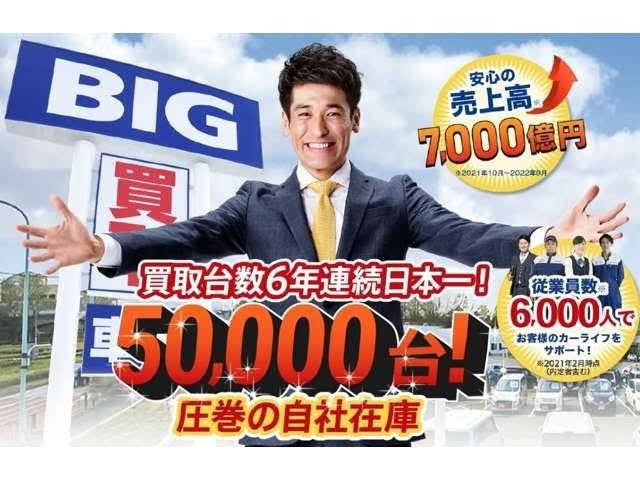 BIG
買
車
安心の
売上高※
7,000億円
※2021年10月~2022年9月
買取台数6年連続日本一!
50,000台!
圧巻の自社在庫
従業員数※
6,000人で
お客様のカーライフを
サポート!
※2021年2月時点
(内定者含む)